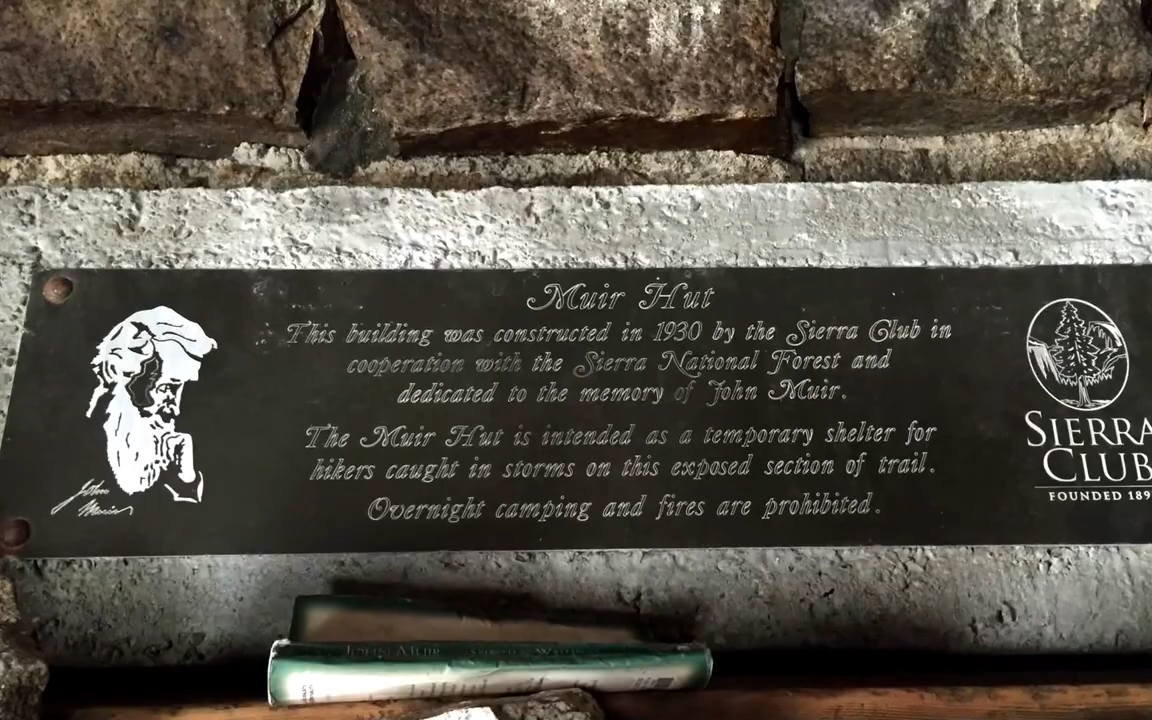 Muir Hut
This building was constructed in 1930 by the Sierra Club in
cooperation with the Sierra National Forest and
dedicated to the memory of John Muir.
The Muir Hut is intended as a temporary shelter for
hikers caught in storms on this exposed section of trail.
Overnight camping and fires are prohibited.
John
Muir
SIERRA
CLUB
FOUNDED 189
JOHN MUIR